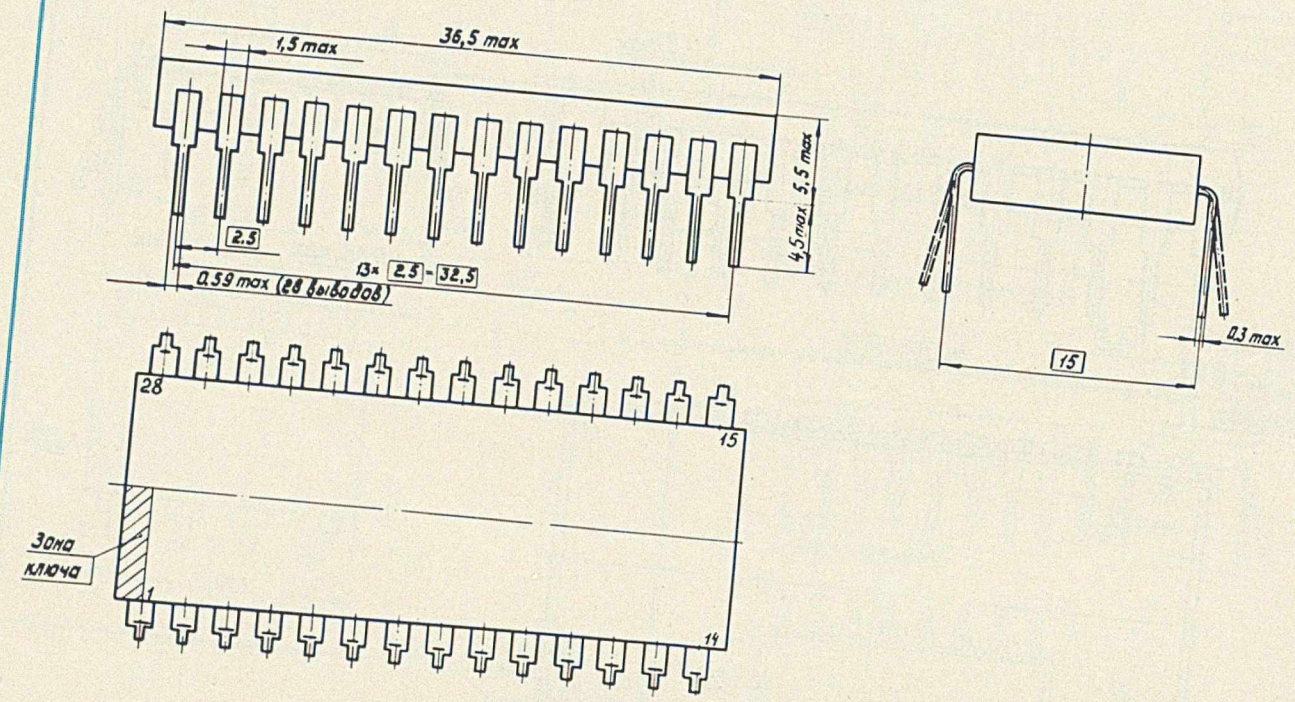 36,5 max
1,5 max
5,5 max
4,5 max
2.5
13× 2.5 = 32,5
0.59 max (28 выводов)
0.3 max
15
28
15
Зона
ключа
1
14